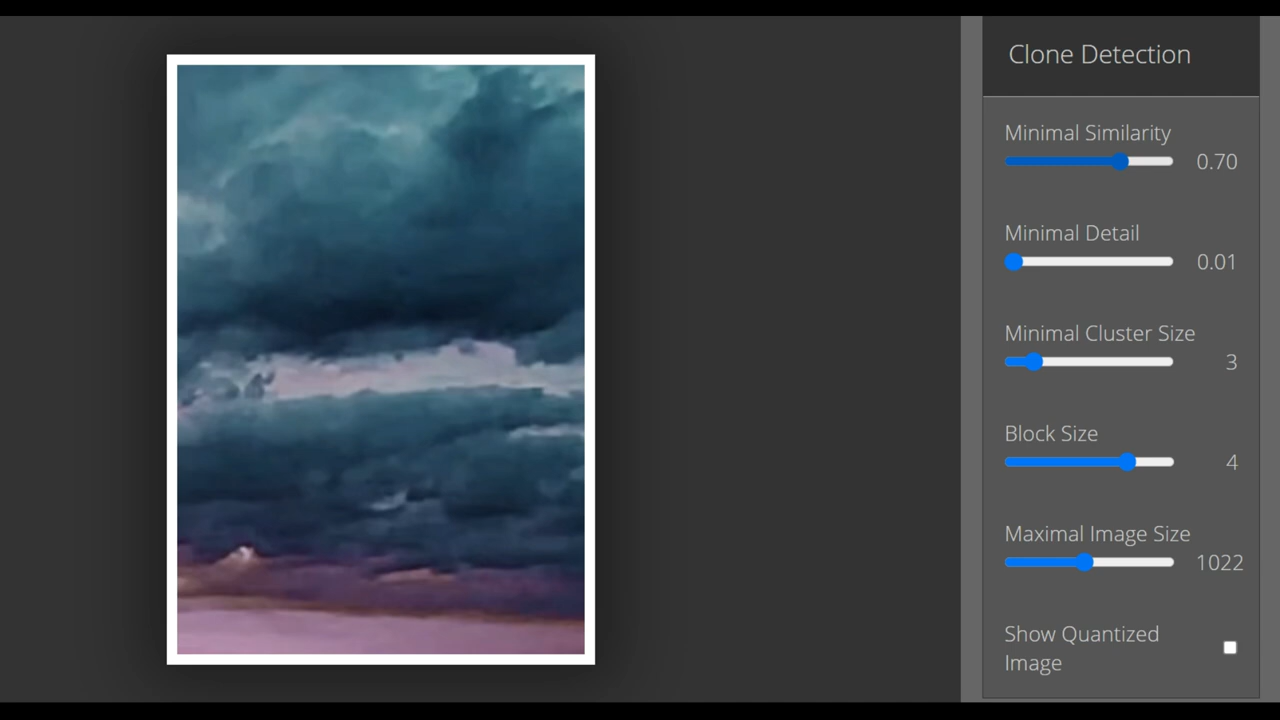 Clone Detection
Minimal Similarity
0.70
Minimal Detail
0.01
Minimal Cluster Size
3
Block Size
4
Maximal Image Size
1022
Show Quantized
Image